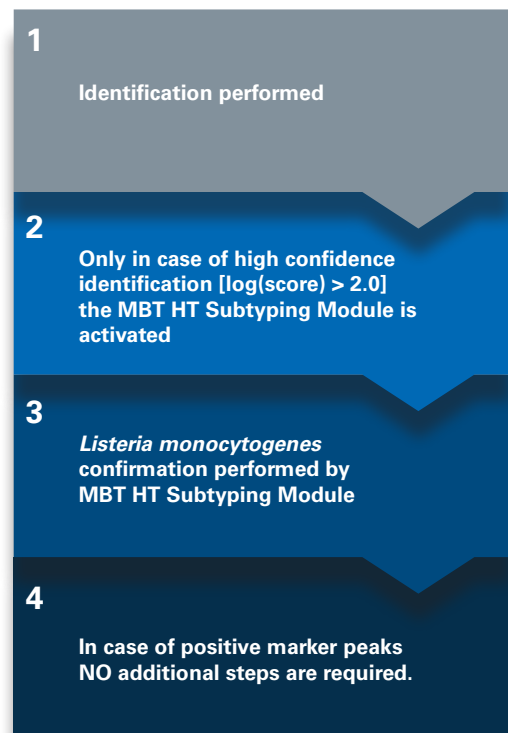 1
Identification performed
2
Only in case of high confidence
identification [log(score) > 2.0]
the MBT HT Subtyping Module is
activated
3
Listeria monocytogenes
confirmation performed by
MBT HT Subtyping Module
4
In case of positive marker peaks
NO additional steps are required.